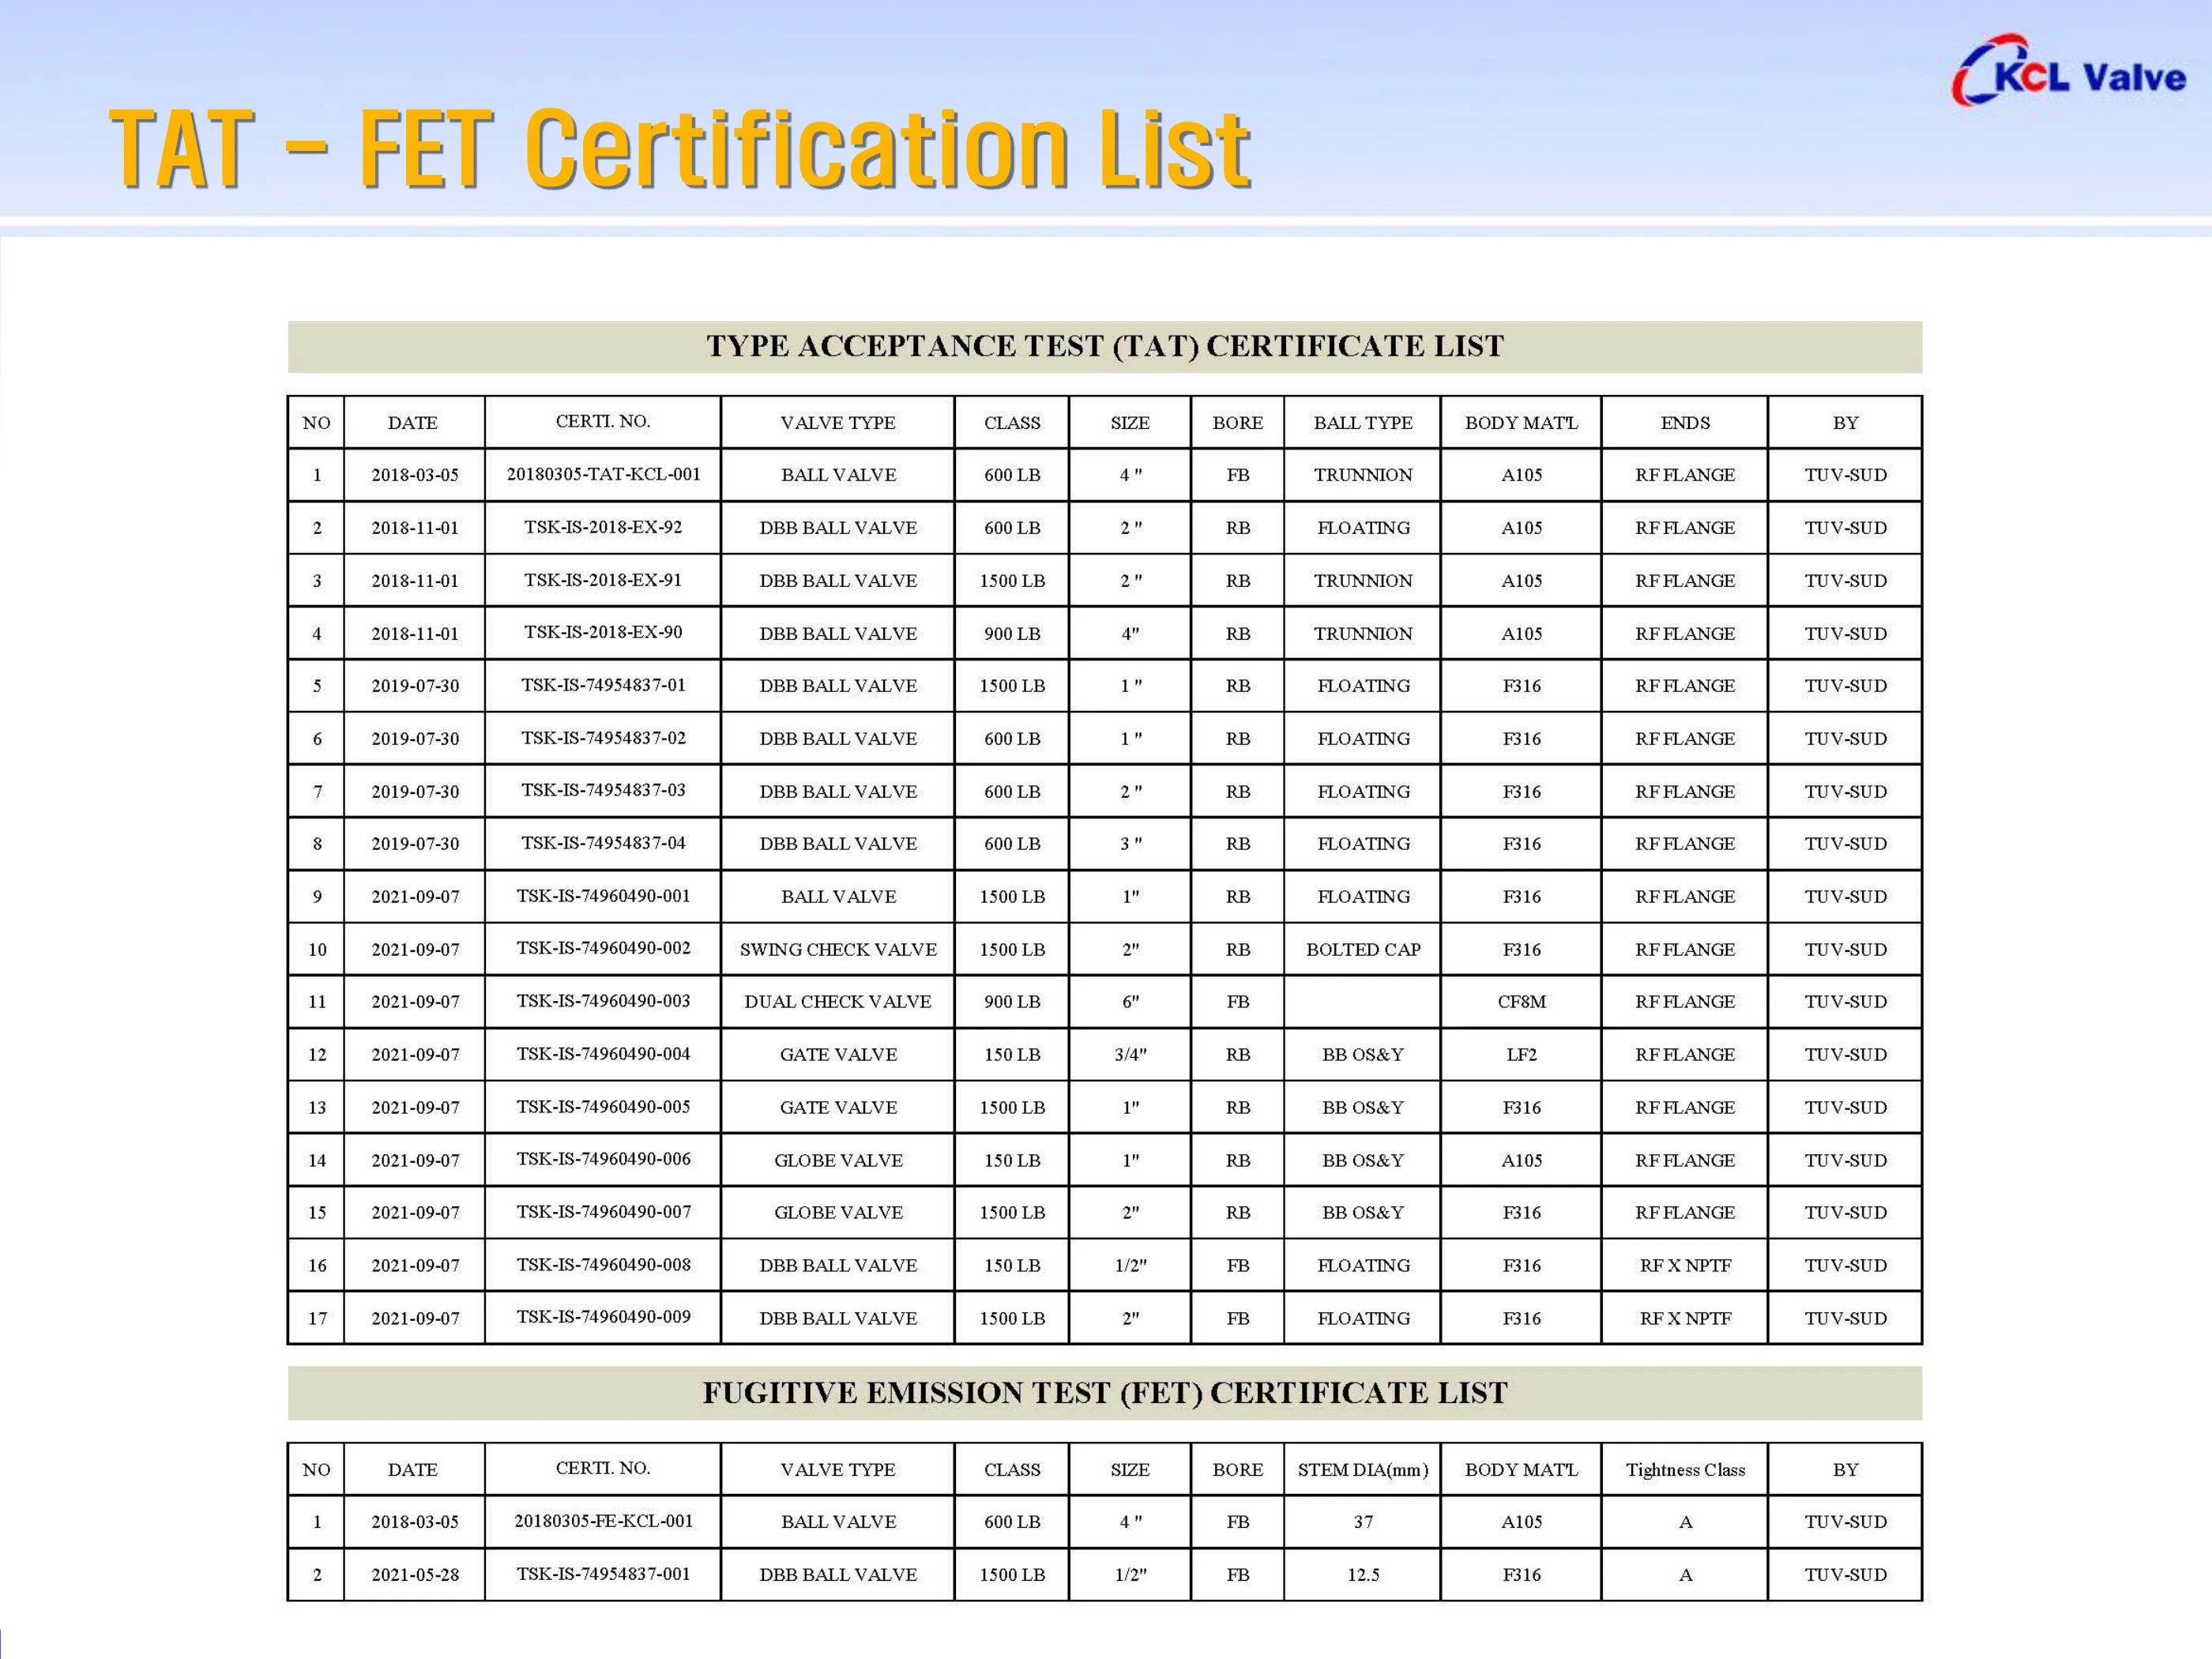 KCL Valve
TAT - FET Certification List
TYPE ACCEPTANCE TEST (TAT) CERTIFICATE LIST
NO DATE CERTI. NO. VALVE TYPE CLASS SIZE BORE BALL TYPE BODY MAT'L ENDS BY
1 2018-03-05 20180305-TAT-KCL-001 BALL VALVE 600 LB 4 " FB TRUNNION A105 RF FLANGE TUV-SUD
2 2018-11-01 TSK-IS-2018-EX-92 DBB BALL VALVE 600 LB 2 " RB FLOATING A105 RF FLANGE TUV-SUD
3 2018-11-01 TSK-IS-2018-EX-91 DBB BALL VALVE 1500 LB 2 " RB TRUNNION A105 RF FLANGE TUV-SUD
4 2018-11-01 TSK-IS-2018-EX-90 DBB BALL VALVE 900 LB 4" RB TRUNNION A105 RF FLANGE TUV-SUD
5 2019-07-30 TSK-IS-74954837-01 DBB BALL VALVE 1500 LB 1 " RB FLOATING F316 RF FLANGE TUV-SUD
6 2019-07-30 TSK-IS-74954837-02 DBB BALL VALVE 600 LB 1 " RB FLOATING F316 RF FLANGE TUV-SUD
7 2019-07-30 TSK-IS-74954837-03 DBB BALL VALVE 600 LB 2 " RB FLOATING F316 RF FLANGE TUV-SUD
8 2019-07-30 TSK-IS-74954837-04 DBB BALL VALVE 600 LB 3 " RB FLOATING F316 RF FLANGE TUV-SUD
9 2021-09-07 TSK-IS-74960490-001 BALL VALVE 1500 LB 1" RB FLOATING F316 RF FLANGE TUV-SUD
10 2021-09-07 TSK-IS-74960490-002 SWING CHECK VALVE 1500 LB 2" RB BOLTED CAP F316 RF FLANGE TUV-SUD
11 2021-09-07 TSK-IS-74960490-003 DUAL CHECK VALVE 900 LB 6" FB CF8M RF FLANGE TUV-SUD
12 2021-09-07 TSK-IS-74960490-004 GATE VALVE 150 LB 3/4" RB BB OS&Y LF2 RF FLANGE TUV-SUD
13 2021-09-07 TSK-IS-74960490-005 GATE VALVE 1500 LB 1" RB BB OS&Y F316 RF FLANGE TUV-SUD
14 2021-09-07 TSK-IS-74960490-006 GLOBE VALVE 150 LB 1" RB BB OS&Y A105 RF FLANGE TUV-SUD
15 2021-09-07 TSK-IS-74960490-007 GLOBE VALVE 1500 LB 2" RB BB OS&Y F316 RF FLANGE TUV-SUD
16 2021-09-07 TSK-IS-74960490-008 DBB BALL VALVE 150 LB 1/2" FB FLOATING F316 RF X NPTF TUV-SUD
17 2021-09-07 TSK-IS-74960490-009 DBB BALL VALVE 1500 LB 2" FB FLOATING F316 RF X NPTF TUV-SUD
FUGITIVE EMISSION TEST (FET) CERTIFICATE LIST
NO DATE CERTI. NO. VALVE TYPE CLASS SIZE BORE STEM DIA(mm) BODY MAT'L Tightness Class BY
1 2018-03-05 20180305-FE-KCL-001 BALL VALVE 600 LB 4 " FB 37 A105 A TUV-SUD
2 2021-05-28 TSK-IS-74954837-001 DBB BALL VALVE 1500 LB 1/2" FB 12.5 F316 A TUV-SUD